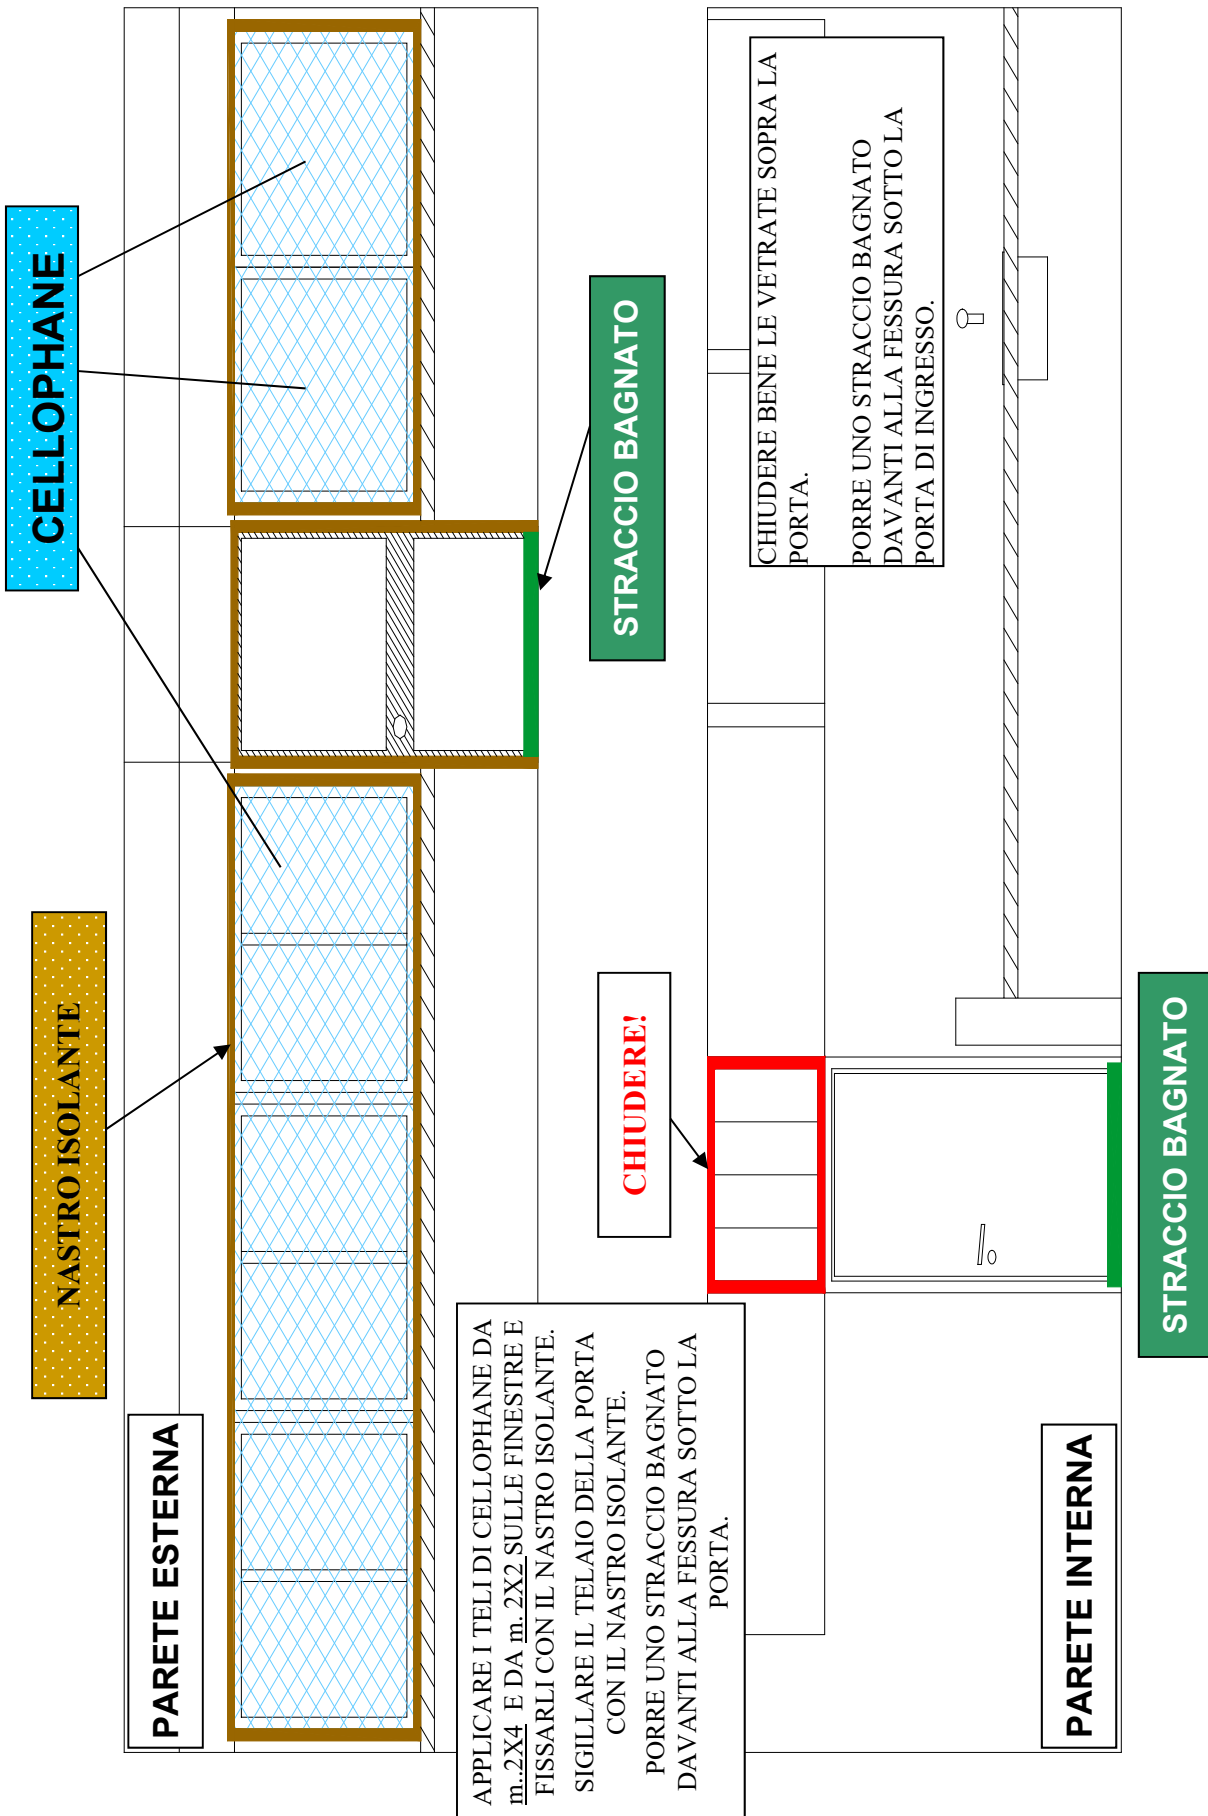 CELLOPHANE
NASTRO ISOLANTE
PARETE ESTERNA
STRACCIO BAGNATO
APPLICARE I TELI DI CELLOPHANE DA
m..2X4 E DA m. 2X2 SULLE FINESTRE E
FISSARLI CON IL NASTRO ISOLANTE.
SIGILLARE IL TELAIO DELLA PORTA
CON IL NASTRO ISOLANTE.
PORRE UNO STRACCIO BAGNATO
DAVANTI ALLA FESSURA SOTTO LA
PORTA.
CHIUDERE!
CHIUDERE BENE LE VETRATE SOPRA LA
PORTA.
PORRE UNO STRACCIO BAGNATO
DAVANTI ALLA FESSURA SOTTO LA
PORTA DI INGRESSO.
PARETE INTERNA
STRACCIO BAGNATO